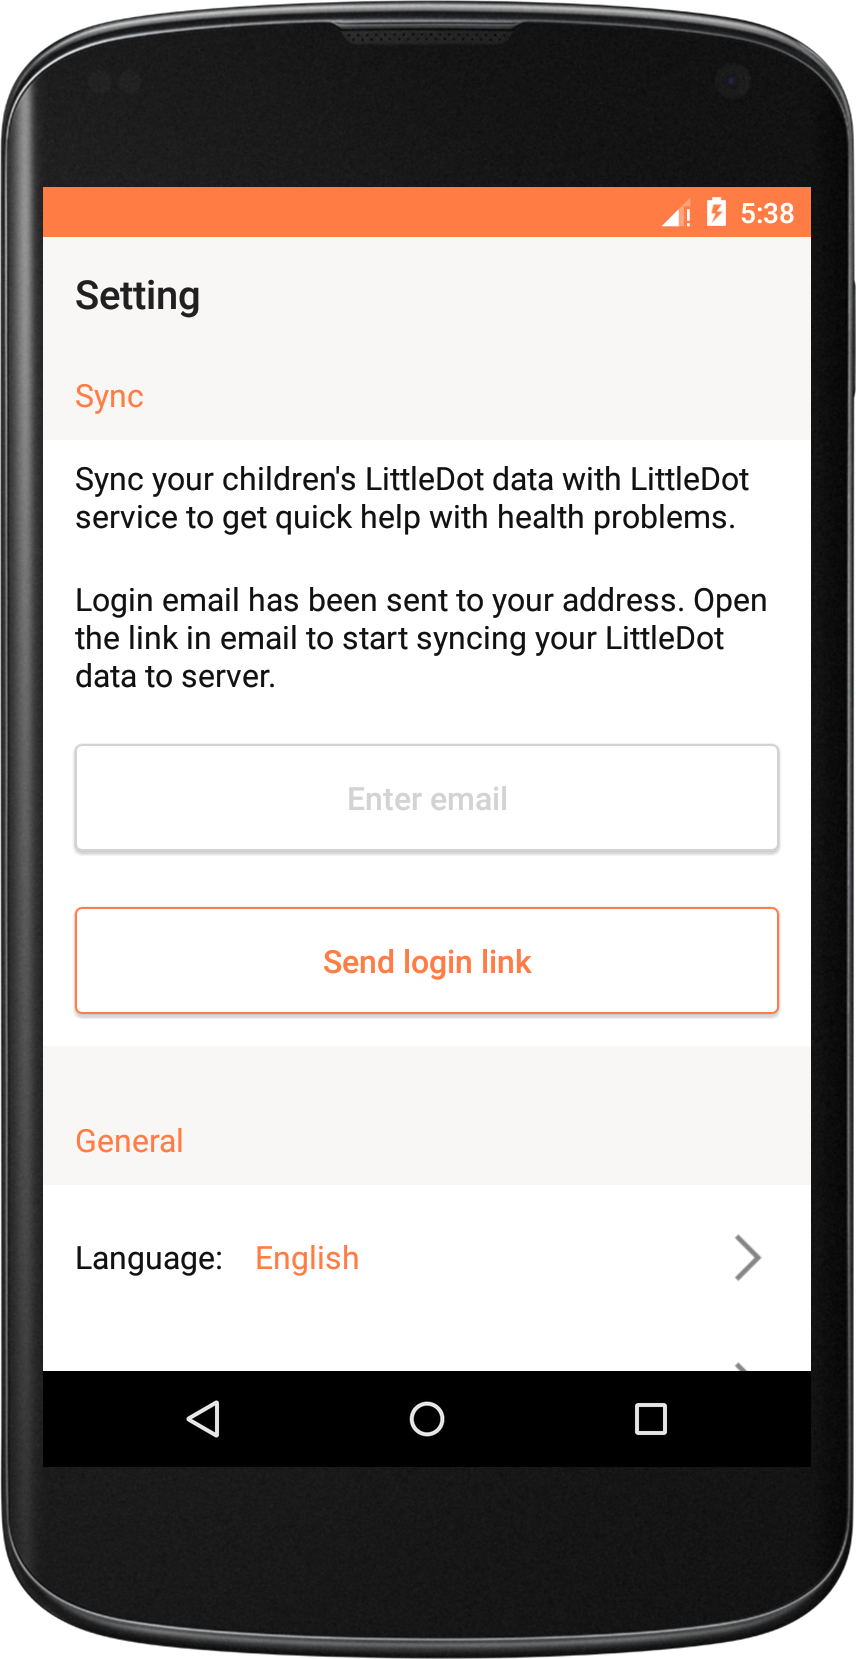 5:38
Setting
Sync
Sync your children's LittleDot data with LittleDot
service to get quick help with health problems.
Login email has been sent to your address. Open
the link in email to start syncing your LittleDot
data to server.
Enter email
Send login link
General
Language: English